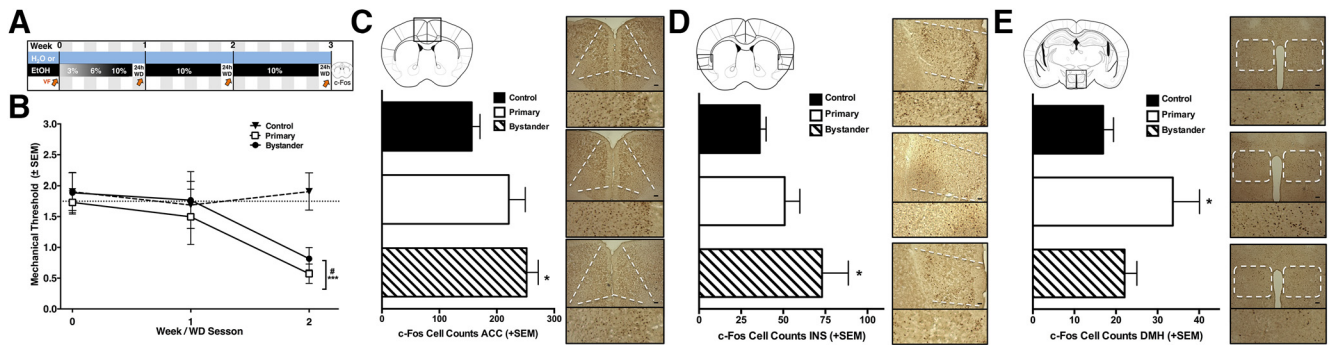 A
Week 0 1 2 3
H₂O or
EtOH 3% 6% 10% 24h WD 10% 24h WD 10% 24h WD
VF c-Fos
B
Mechanical Threshold (± SEM)
3.0
2.5
2.0
1.5
1.0
0.5
0.0
Control
Primary
Bystander
#
***
0 1 2
Week / WD Sesson
C
Control
Primary
Bystander
*
0 100 200 300
c-Fos Cell Counts ACC (+SEM)
D
Control
Primary
Bystander
*
0 25 50 75 100
c-Fos Cell Counts INS (+SEM)
E
Control
Primary
Bystander
*
0 10 20 30 40 50
c-Fos Cell Counts DMH (+SEM)